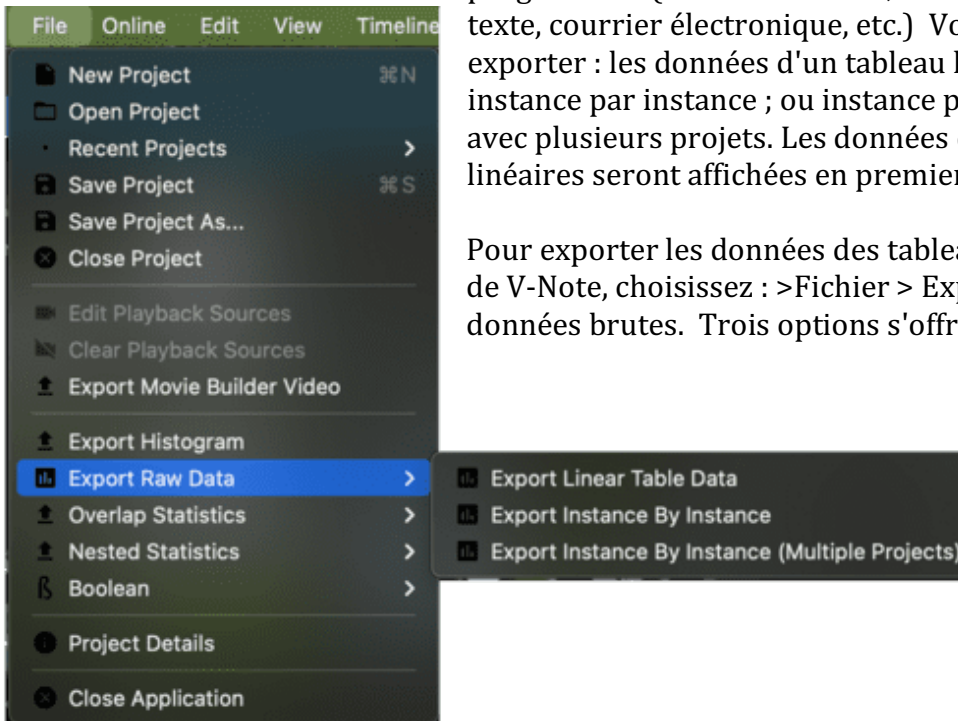 File Online Edit View Timeline
New Project ⌘N
Open Project
Recent Projects >
Save Project ⌘S
Save Project As...
Close Project
Edit Playback Sources
Clear Playback Sources
Export Movie Builder Video
Export Histogram
Export Raw Data >
Overlap Statistics >
Nested Statistics >
Boolean >
Project Details
Close Application
Export Linear Table Data
Export Instance By Instance
Export Instance By Instance (Multiple Projects)
texte, courrier électronique, etc.) Vo
exporter : les données d'un tableau
instance par instance ; ou instance p
avec plusieurs projets. Les données
linéaires seront affichées en premie
Pour exporter les données des table
de V-Note, choisissez : >Fichier > Ex
données brutes. Trois options s'offr